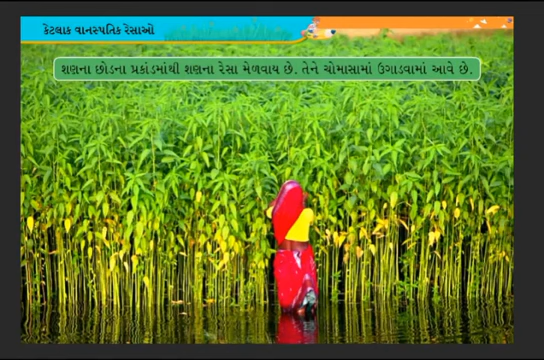 કેટલાક વાનસ્પતિક રેસાઓ
શણના છોડના પ્રકાંડમાંથી શણના રેસા મેળવાય છે. તેને ચોમાસામાં ઉગાડવામાં આવે છે.